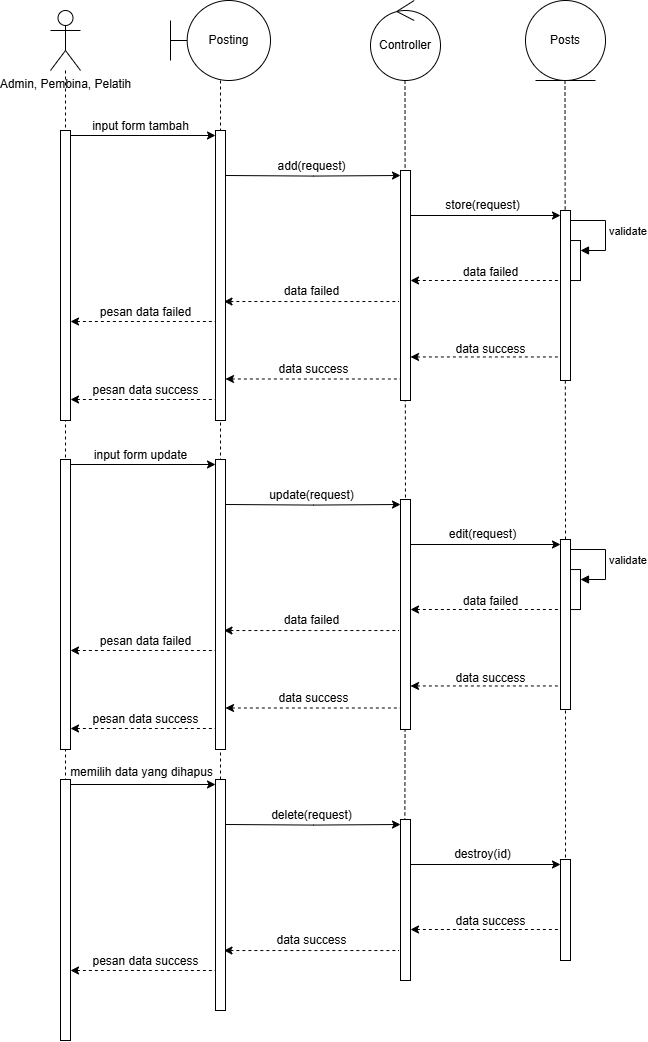 Posting
Controller
Posts
Admin, Pembina, Pelatih
input form tambah
add(request)
store(request)
validate
data failed
data failed
pesan data failed
data success
data success
pesan data success
input form update
update(request)
edit(request)
validate
data failed
data failed
pesan data failed
data success
data success
pesan data success
memilih data yang dihapus
delete(request)
destroy(id)
data success
data success
pesan data success